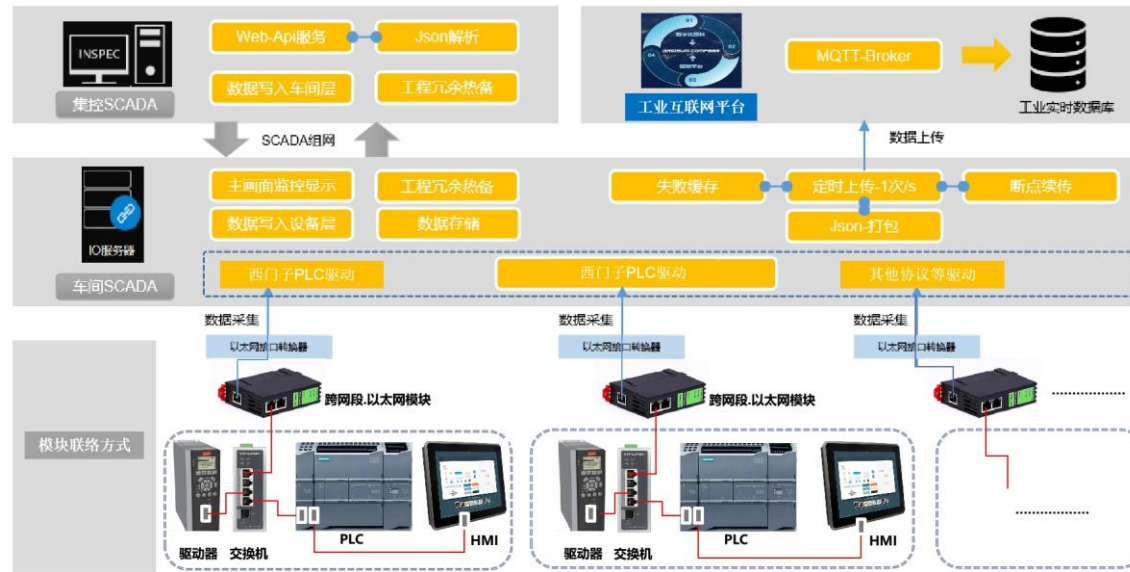 INSPEC
集控SCADA
Web-Api服务
Json解析
数据写入车间层
工程冗余热备
工业互联网平台
MQTT-Broker
工业实时数据库
SCADA组网
数据上传
IO服务器
车间SCADA
主画面监控显示
工程冗余热备
数据写入设备层
数据存储
失败缓存
定时上传-1次/s
断点续传
Json-打包
西门子PLC驱动
西门子PLC驱动
其他协议等驱动
数据采集
数据采集
数据采集
以太网接口转换器
以太网接口转换器
以太网接口转换器
跨网段.以太网模块
跨网段.以太网模块
..................
模块联络方式
..................
驱动器
交换机
PLC
HMI
驱动器
交换机
PLC
HMI